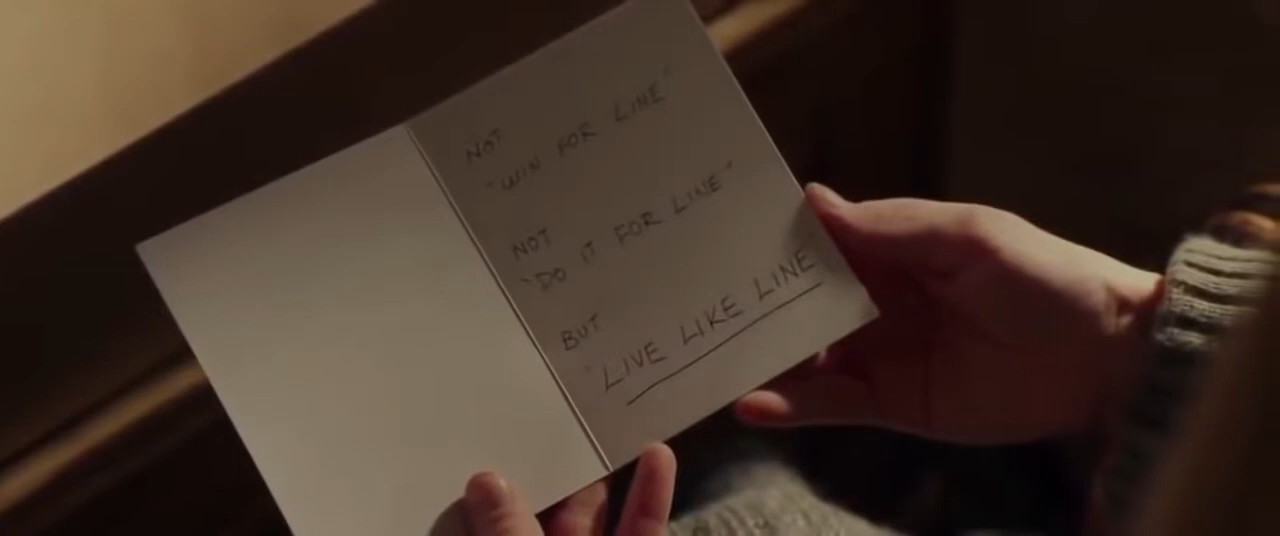 NOT
"WIN FOR LINE"
NOT
"DO IT FOR LINE"
BUT
"LIVE LIKE LINE